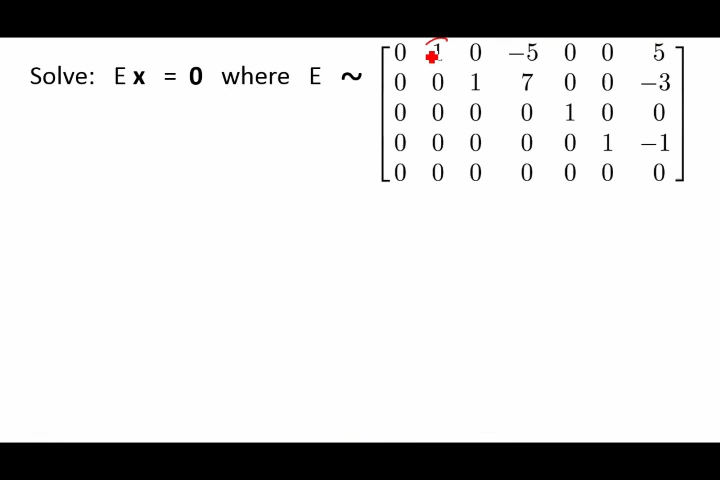 Solve: E x = 0 where E ~
0 1 0 −5 0 0 5
0 0 1 7 0 0 −3
0 0 0 0 1 0 0
0 0 0 0 0 1 −1
0 0 0 0 0 0 0